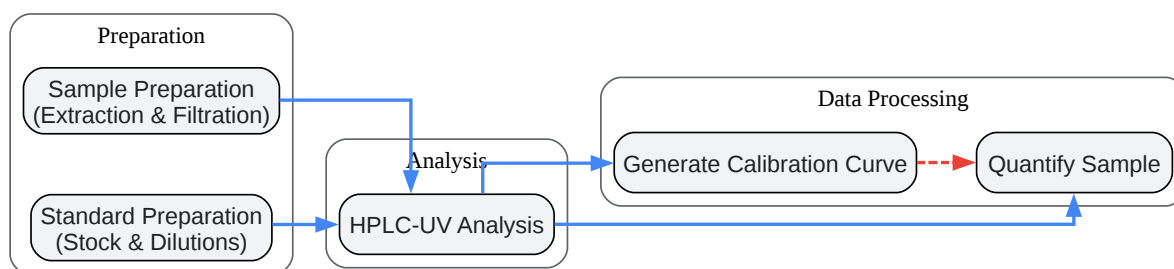 Preparation
Sample Preparation
(Extraction & Filtration)
Standard Preparation
(Stock & Dilutions)
Analysis
HPLC-UV Analysis
Data Processing
Generate Calibration Curve
Quantify Sample